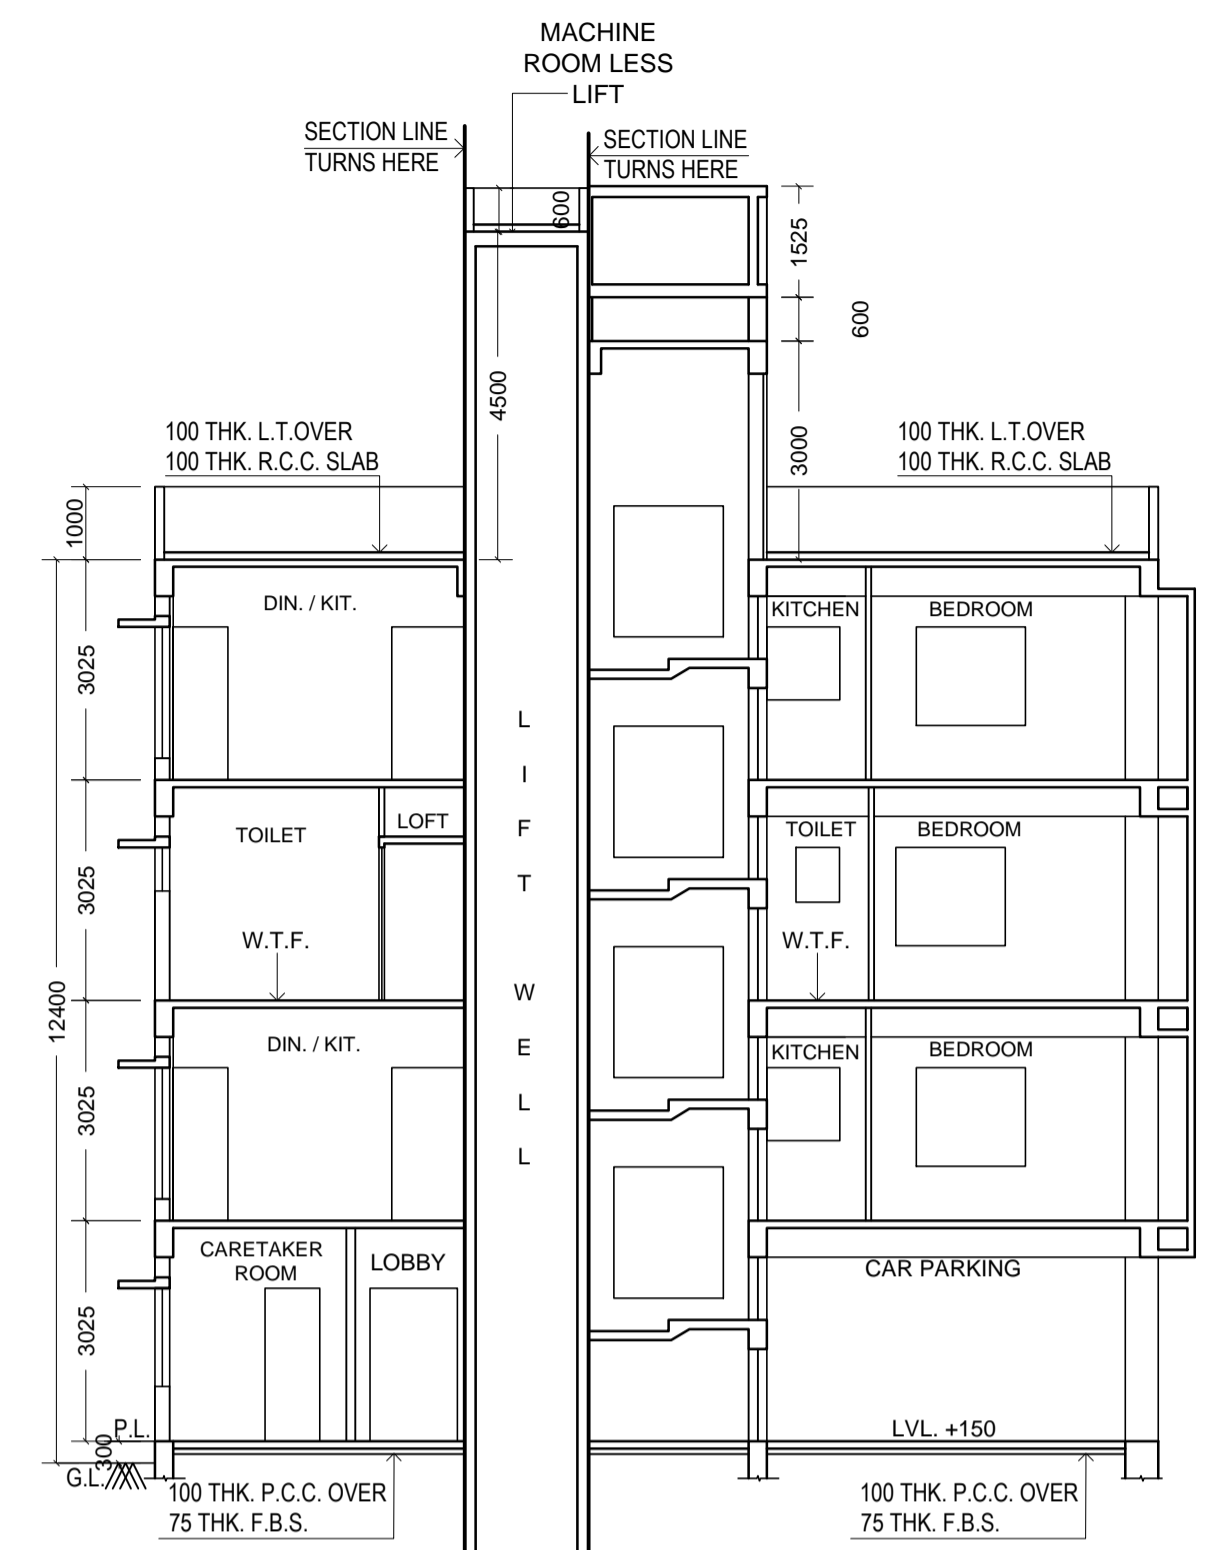 MACHINE
ROOM LESS
LIFT
SECTION LINE
TURNS HERE
SECTION LINE
TURNS HERE
600
1525
600
4500
3000
100 THK. L.T.OVER
100 THK. R.C.C. SLAB
100 THK. L.T.OVER
100 THK. R.C.C. SLAB
1000
DIN. / KIT.
KITCHEN
BEDROOM
3025
LIFT WELL
TOILET
LOFT
TOILET
BEDROOM
3025
W.T.F.
W.T.F.
12400
DIN. / KIT.
KITCHEN
BEDROOM
3025
CARETAKER
ROOM
LOBBY
CAR PARKING
3025
P.L.
LVL. +150
300
G.L.
100 THK. P.C.C. OVER
75 THK. F.B.S.
100 THK. P.C.C. OVER
75 THK. F.B.S.